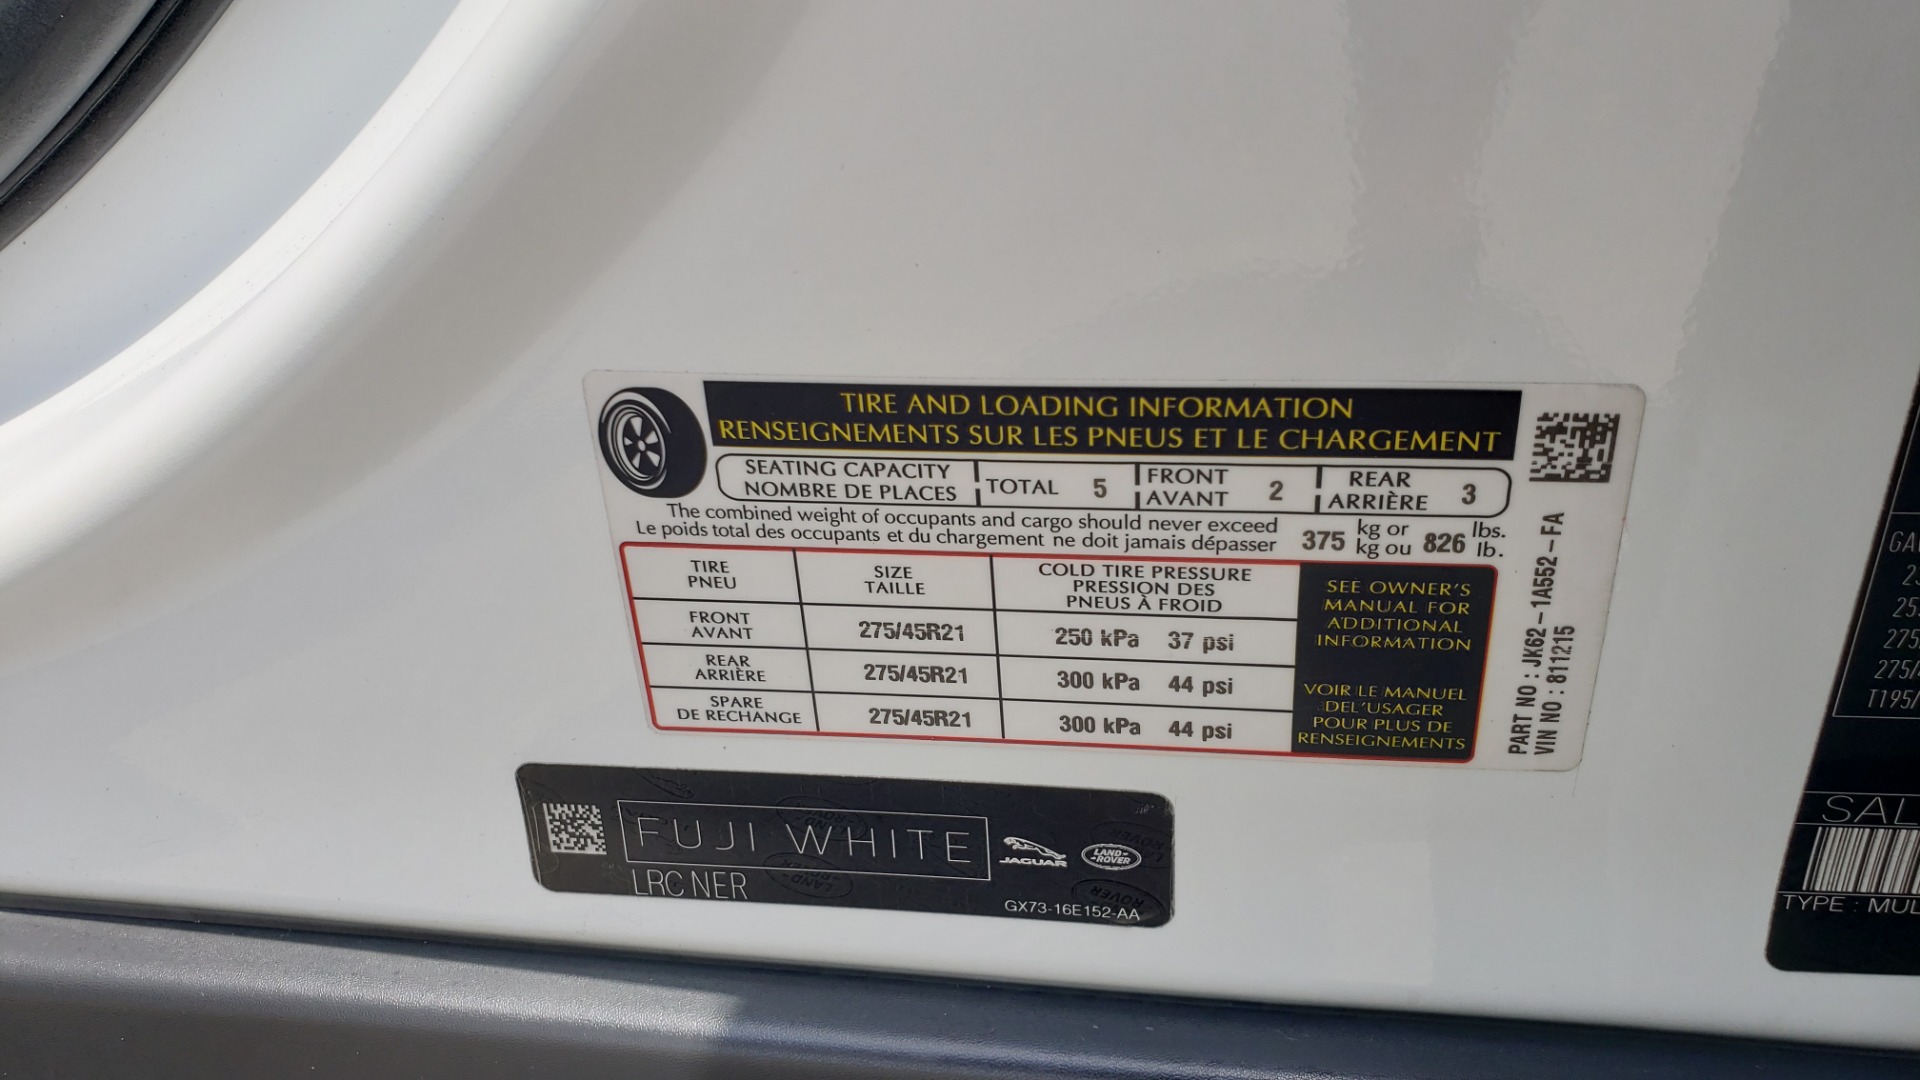 TIRE AND LOADING INFORMATION
RENSEIGNEMENTS SUR LES PNEUS ET LE CHARGEMENT
SEATING CAPACITY
NOMBRE DE PLACES
TOTAL 5
FRONT
AVANT 2
REAR
ARRIÈRE 3
The combined weight of occupants and cargo should never exceed
Le poids total des occupants et du chargement ne doit jamais dépasser
375 kg or 826 lbs.
kg ou lb.
TIRE
PNEU
SIZE
TAILLE
COLD TIRE PRESSURE
PRESSION DES
PNEUS À FROID
FRONT
AVANT
275/45R21
250 kPa 37 psi
REAR
ARRIÈRE
275/45R21
300 kPa 44 psi
SPARE
DE RECHANGE
275/45R21
300 kPa 44 psi
SEE OWNER'S
MANUAL FOR
ADDITIONAL
INFORMATION
VOIR LE MANUEL
DEL'USAGER
POUR PLUS DE
RENSEIGNEMENTS
PART NO : JK62-1A552-FA
VIN NO : 811215
FUJI WHITE
LRC NER
JAGUAR
LAND-
-ROVER
GX73-16E152-AA
275/
T195/
SAL
TYPE : MUL